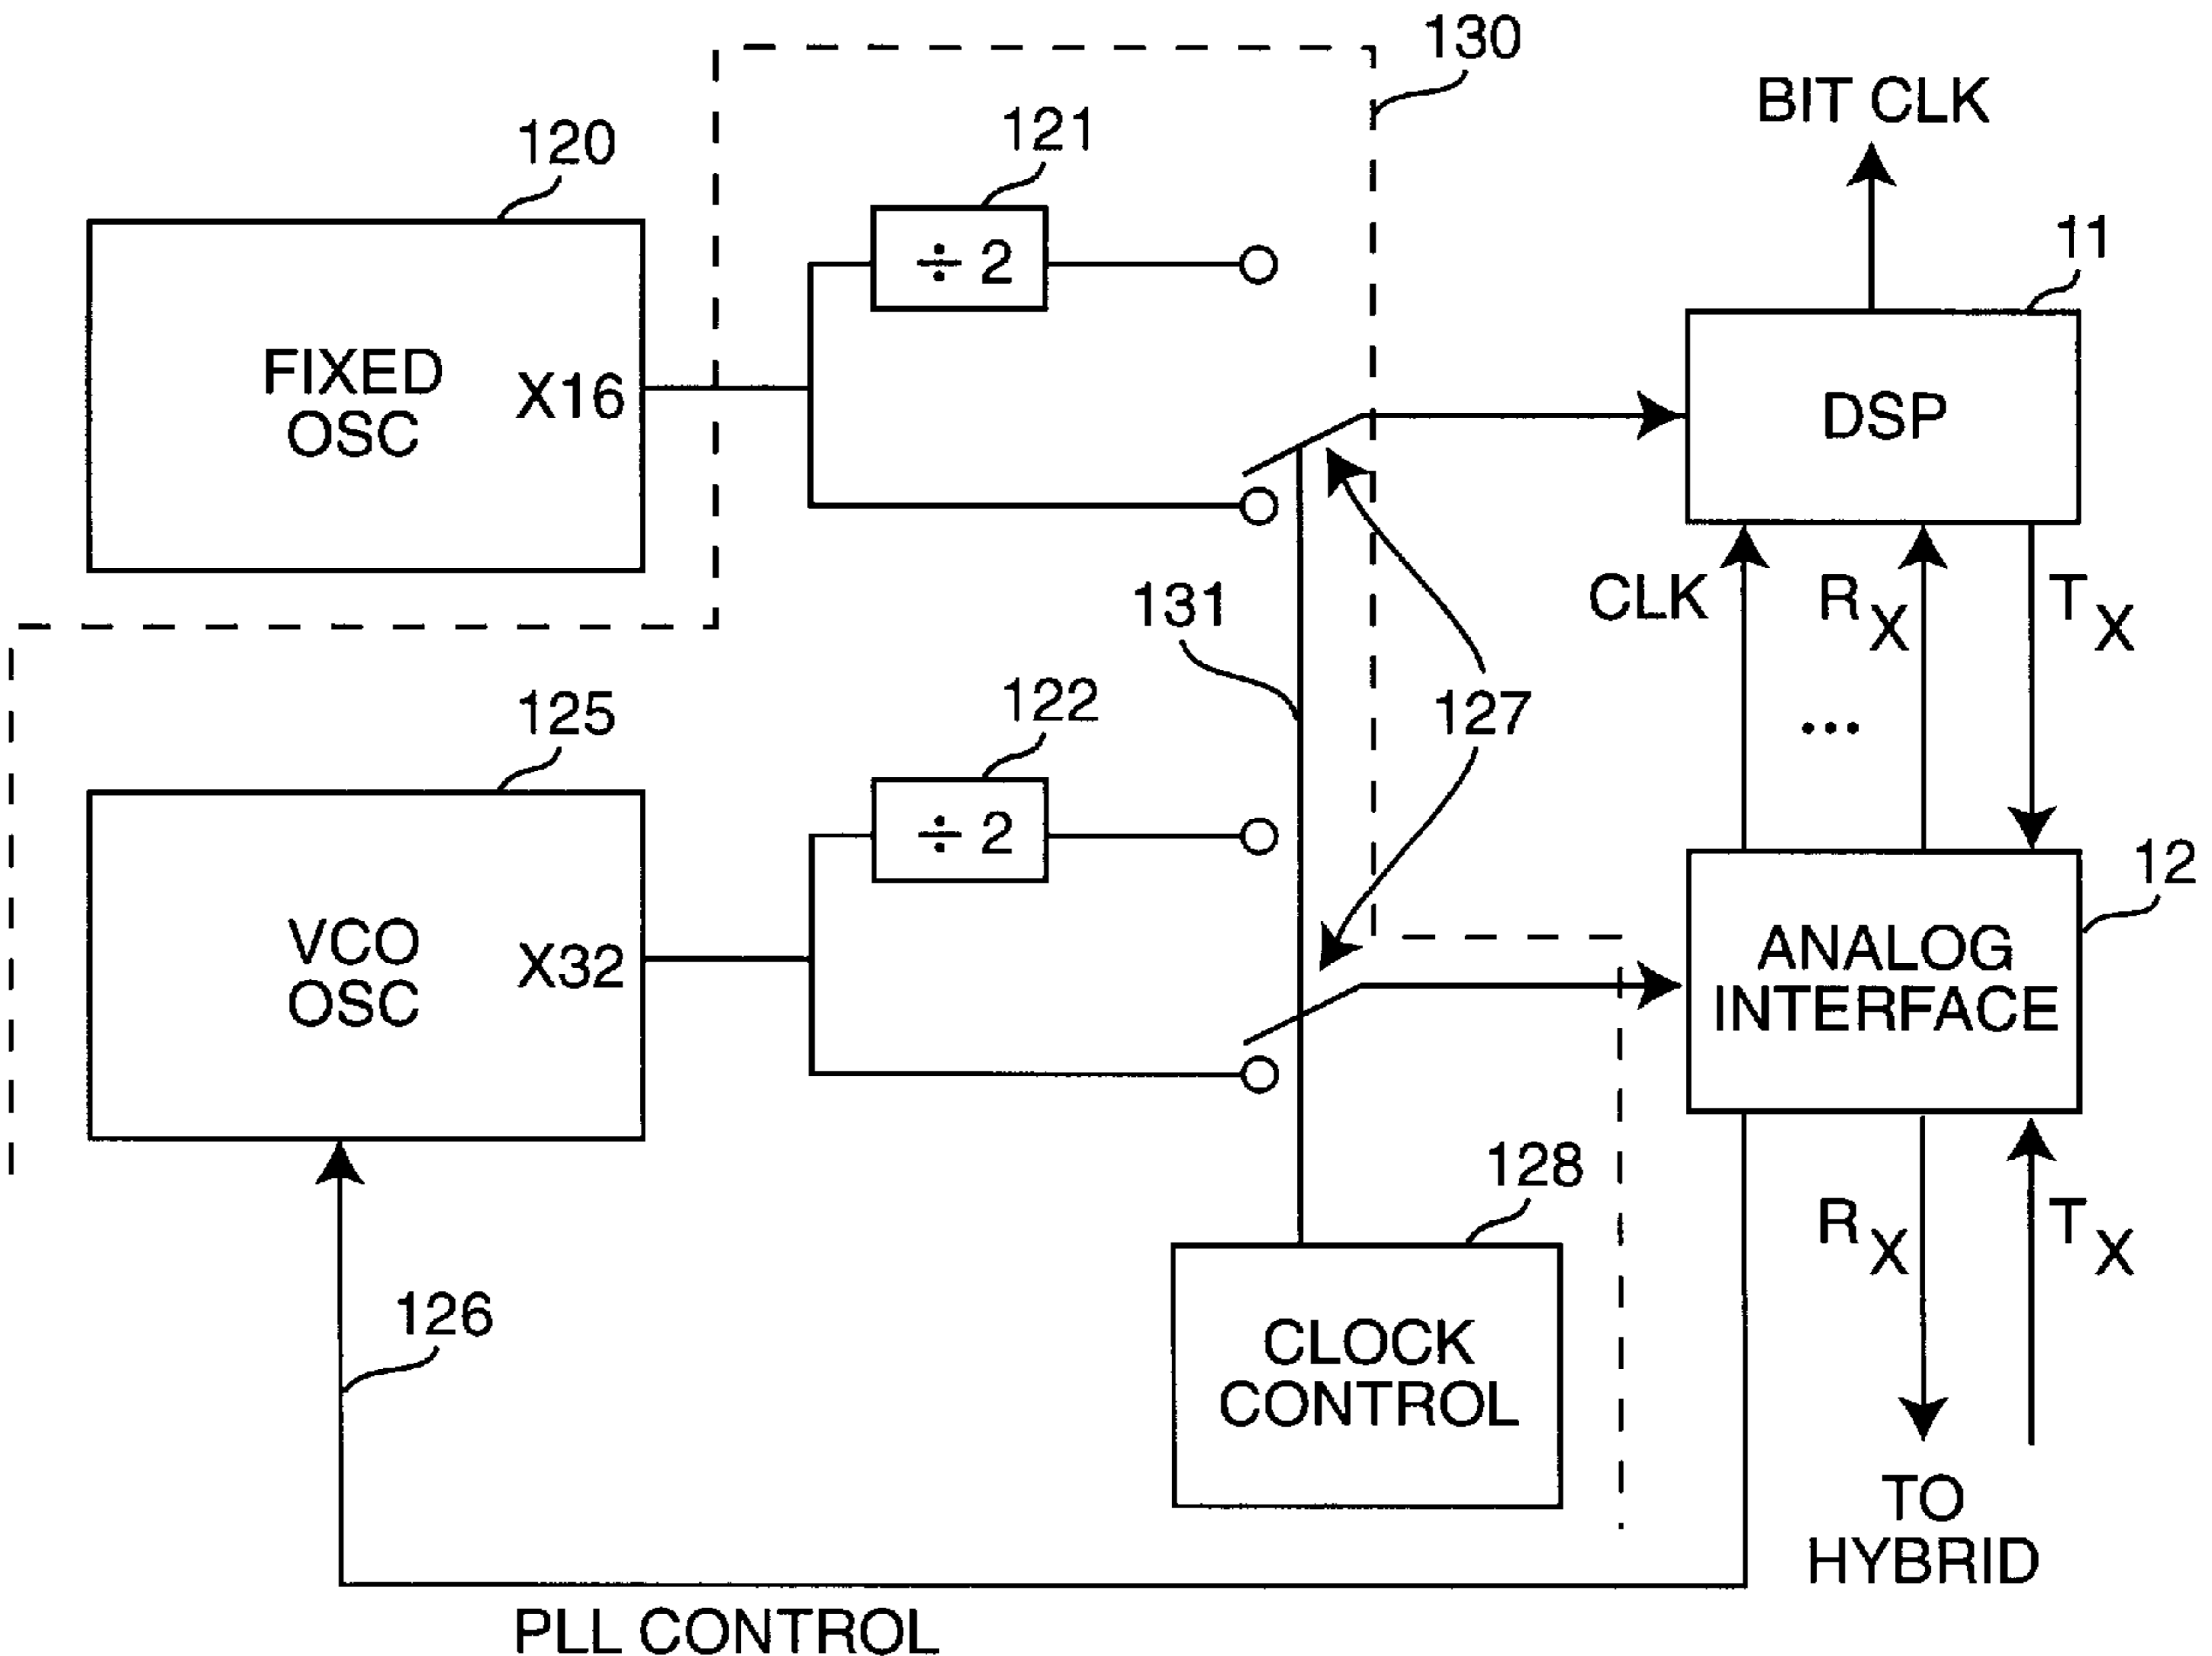 130
BIT CLK
120
121
11
÷ 2
FIXED
OSC
X16
DSP
CLK
RX
TX
131
125
122
127
...
÷ 2
12
VCO
OSC
X32
ANALOG
INTERFACE
128
RX
TX
126
CLOCK
CONTROL
TO
HYBRID
PLL CONTROL